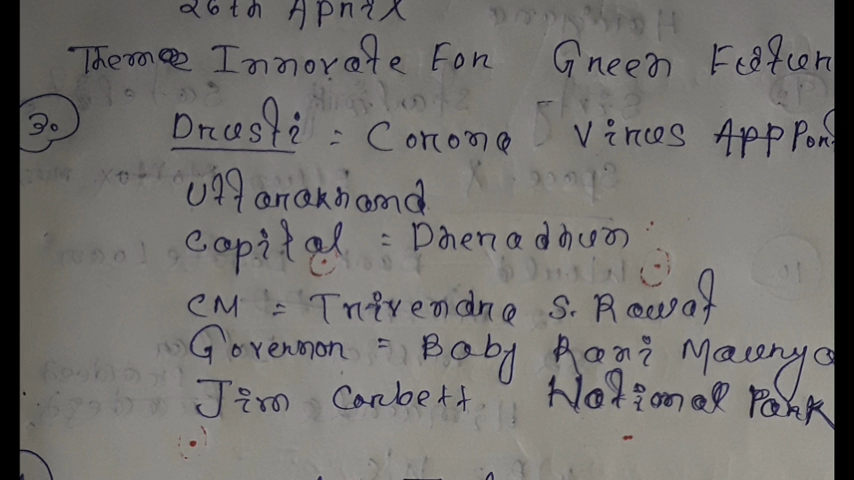 26th April
Theme Innovate For Green Futur
30 Drusti = Corona Virus APP For
Uttarakhand
Capital = Dheradhun
CM = Trivendra S. Rawat
Governor = Baby Rani Maurya
Jim Corbett National Park